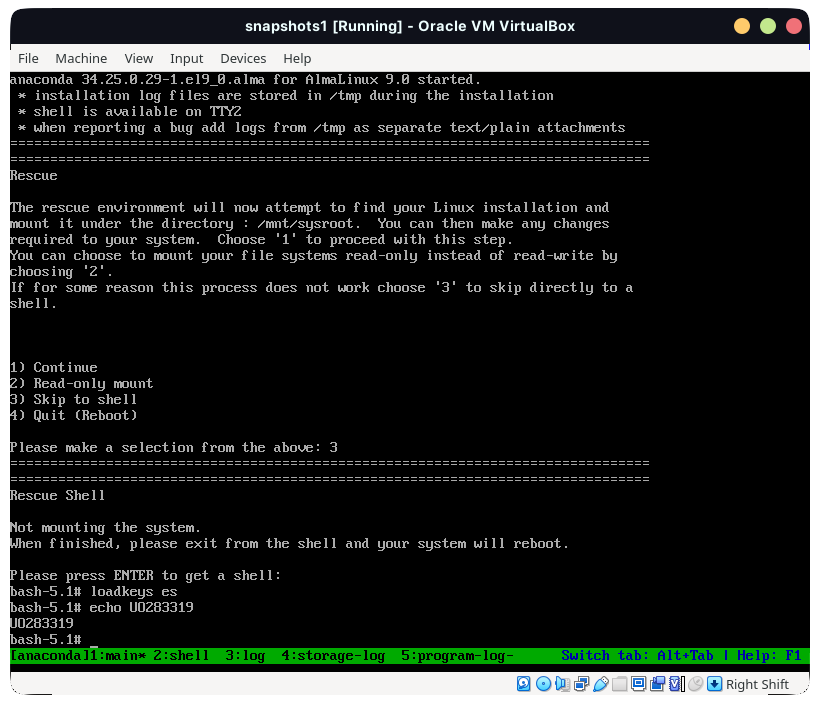 snapshots1 [Running] - Oracle VM VirtualBox
File Machine View Input Devices Help
anaconda 34.25.0.29-1.el9_0.alma for AlmaLinux 9.0 started.
* installation log files are stored in /tmp during the installation
* shell is available on TTY2
* when reporting a bug add logs from /tmp as separate text/plain attachments
================================================================================
================================================================================
Rescue
The rescue environment will now attempt to find your Linux installation and
mount it under the directory : /mnt/sysroot.  You can then make any changes
required to your system.  Choose '1' to proceed with this step.
You can choose to mount your file systems read-only instead of read-write by
choosing '2'.
If for some reason this process does not work choose '3' to skip directly to a
shell.
1) Continue
2) Read-only mount
3) Skip to shell
4) Quit (Reboot)
Please make a selection from the above: 3
================================================================================
================================================================================
Rescue Shell
Not mounting the system.
When finished, please exit from the shell and your system will reboot.
Please press ENTER to get a shell:
bash-5.1# loadkeys es
bash-5.1# echo UO283319
UO283319
bash-5.1# _
[anaconda]1:main* 2:shell  3:log  4:storage-log  5:program-log-      Switch tab: Alt+Tab | Help: F1
Right Shift